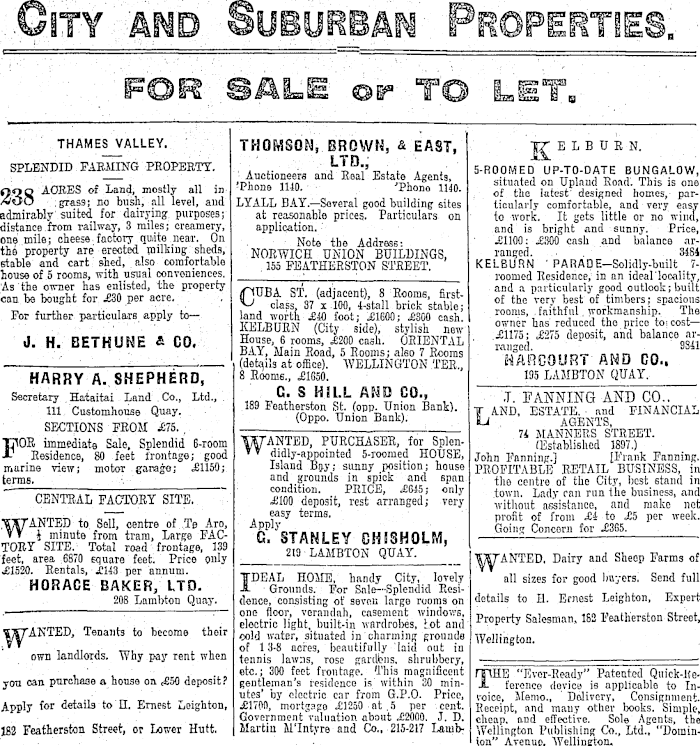 CITY AND SUBURBAN PROPERTIES.
FOR SALE or TO LET.
THAMES VALLEY.
SPLENDID FARMING PROPERTY.
238 ACRES of Land, mostly all in
grass; no bush, all level, and
admirably suited for dairying purposes;
distance from railway, 3 miles; creamery,
one mile; cheese factory quite near. On
the property are erected milking sheds,
stable and cart shed, also comfortable
house of 5 rooms, with usual conveniences.
As the owner has enlisted, the property
can be bought for £30 per acre.
For further particulars apply to—
J. H. BETHUNE & CO.
HARRY A. SHEPHERD,
Secretary Hataitai Land Co., Ltd.,
111 Customhouse Quay.
SECTIONS FROM £75.
FOR immediate Sale, Splendid 6-room
Residence, 80 feet frontage; good
marine view; motor garage; £1150;
terms.
CENTRAL FACTORY SITE.
WANTED to Sell, centre of Te Aro,
½ minute from tram, Large FAC-
TORY SITE. Total road frontage, 139
feet, area 6870 square feet. Price only
£1520. Rentals, £143 per annum.
HORACE BAKER, LTD.
208 Lambton Quay.
WANTED, Tenants to become their
own landlords. Why pay rent when
you can purchase a house on £50 deposit?
Apply for details to H. Ernest Leighton,
182 Featherston Street, or Lower Hutt.
THOMSON, BROWN, & EAST,
LTD.,
Auctioneers and Real Estate Agents,
'Phone 1140. 'Phone 1140.
LYALL BAY.—Several good building sites
at reasonable prices. Particulars on
application.
Note the Address:
NORWICH UNION BUILDINGS,
155 FEATHERSTON STREET.
CUBA ST. (adjacent), 8 Rooms, first-
class, 37 x 100, 4-stall brick stable;
land worth £40 foot; £1600; £300 cash.
KELBURN (City side), stylish new
House, 6 rooms, £200 cash. ORIENTAL
BAY, Main Road, 5 Rooms; also 7 Rooms
(details at office). WELLINGTON TER.,
8 Rooms., £1650.
C. S HILL AND CO.,
189 Featherston St. (opp. Union Bank).
(Oppo. Union Bank).
WANTED, PURCHASER, for Splen-
didly-appointed 5-roomed HOUSE,
Island Bay; sunny position; house
and grounds in spick and span
condition. PRICE, £645; only
£100 deposit, rest arranged; very
easy terms.
Apply
G. STANLEY CHISHOLM,
219 LAMBTON QUAY.
IDEAL HOME, handy City, lovely
Grounds. For Sale—Splendid Resi-
dence, consisting of seven large rooms on
one floor, verandah, casement windows,
electric light, built-in wardrobes, hot and
cold water, situated in charming grounds
of 1 3-8 acres, beautifully laid out in
tennis lawns, rose gardens, shrubbery,
etc.; 300 feet frontage. This magnificent
gentleman's residence is within 30 min-
utes' by electric car from G.P.O. Price,
£1700, mortgage £1250 at 5 per cent.
Government valuation about £2000. J. D.
Martin M'Intyre and Co., 215-217 Lamb-
KELBURN.
5-ROOMED UP-TO-DATE BUNGALOW,
situated on Upland Road. This is one
of the latest designed homes, par-
ticularly comfortable, and very easy
to work. It gets little or no wind,
and is bright and sunny. Price,
£1100: £300 cash and balance ar-
ranged. 3484
KELBURN PARADE—Solidly-built 7-
roomed Residence, in an ideal locality,
and a particularly good outlook; built
of the very best of timbers; spacious
rooms, faithful workmanship. The
owner has reduced the price to cost—
£1175; £275 deposit, and balance ar-
ranged. 9341
HARCOURT AND CO.,
195 LAMBTON QUAY.
J. FANNING AND CO..
LAND, ESTATE, and FINANCIAL
AGENTS,
74 MANNERS STREET.
(Established 1897.)
John Fanning.] [Frank Fanning.
PROFITABLE RETAIL BUSINESS, in
the centre of the City, best stand in
town. Lady can run the business, and
without assistance, and make net
profit of from £4 to £5 per week.
Going Concern for £365.
WANTED, Dairy and Sheep Farms of
all sizes for good buyers. Send full
details to H. Ernest Leighton, Expert
Property Salesman, 182 Featherston Street,
Wellington.
THE "Ever-Ready" Patented Quick-Re-
ference device is applicable to In-
voice, Memo., Delivery, Consignment,
Receipt, and many other books. Simple,
cheap, and effective. Sole Agents, the
Wellington Publishing Co., Ltd., "Domin-
ion" Avenue, Wellington.